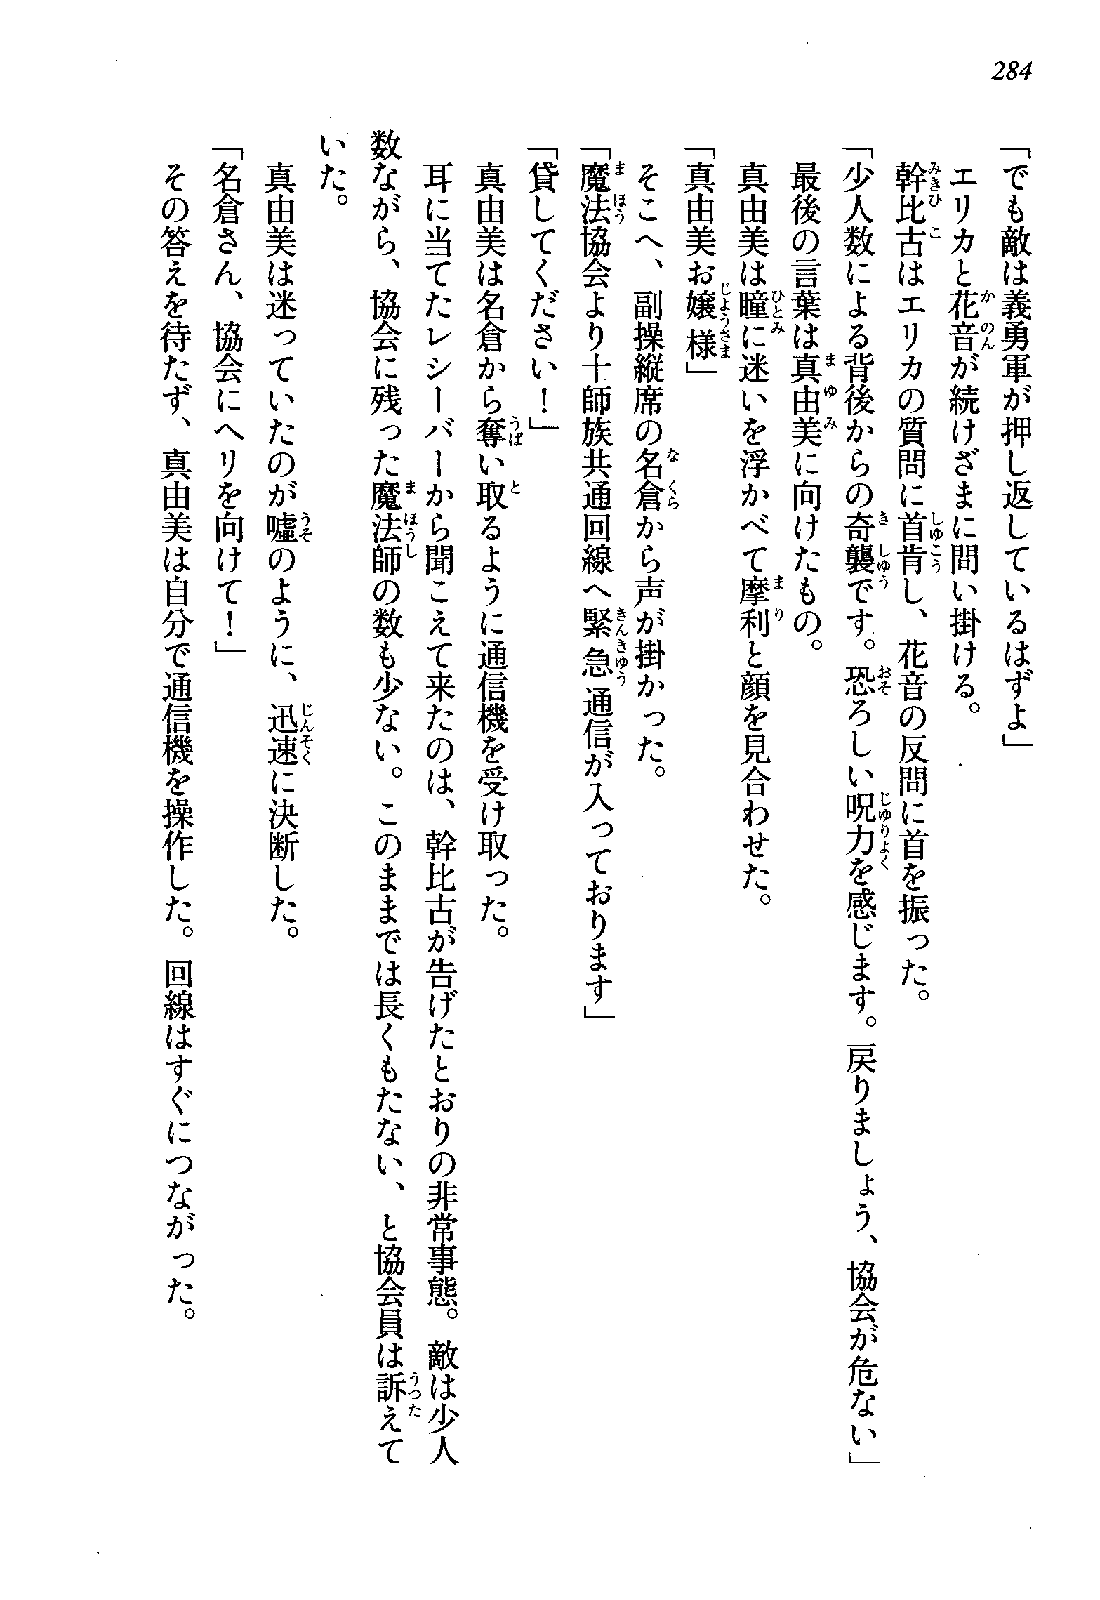 284
「でも敵は義勇軍が押し返しているはずよ」
エリカと花音が続けざまに問い掛ける。
幹比古はエリカの質問に首肯し、花音の反問に首を振った。
「少人数による背後からの奇襲です。恐ろしい呪力を感じます。戻りましょう、協会が危ない」
最後の言葉は真由美に向けたもの。
真由美は瞳に迷いを浮かべて摩利と顔を見合わせた。
「真由美お嬢様」
そこへ、副操縦席の名倉から声が掛かった。
「魔法協会より十師族共通回線へ緊急通信が入っております」
「貸してください！」
真由美は名倉から奪い取るように通信機を受け取った。
耳に当てたレシーバーから聞こえて来たのは、幹比古が告げたとおりの非常事態。敵は少人
数ながら、協会に残った魔法師の数も少ない。このままでは長くもたない、と協会員は訴えて
いた。
真由美は迷っていたのが嘘のように、迅速に決断した。
「名倉さん、協会にヘリを向けて！」
その答えを待たず、真由美は自分で通信機を操作した。回線はすぐにつながった。